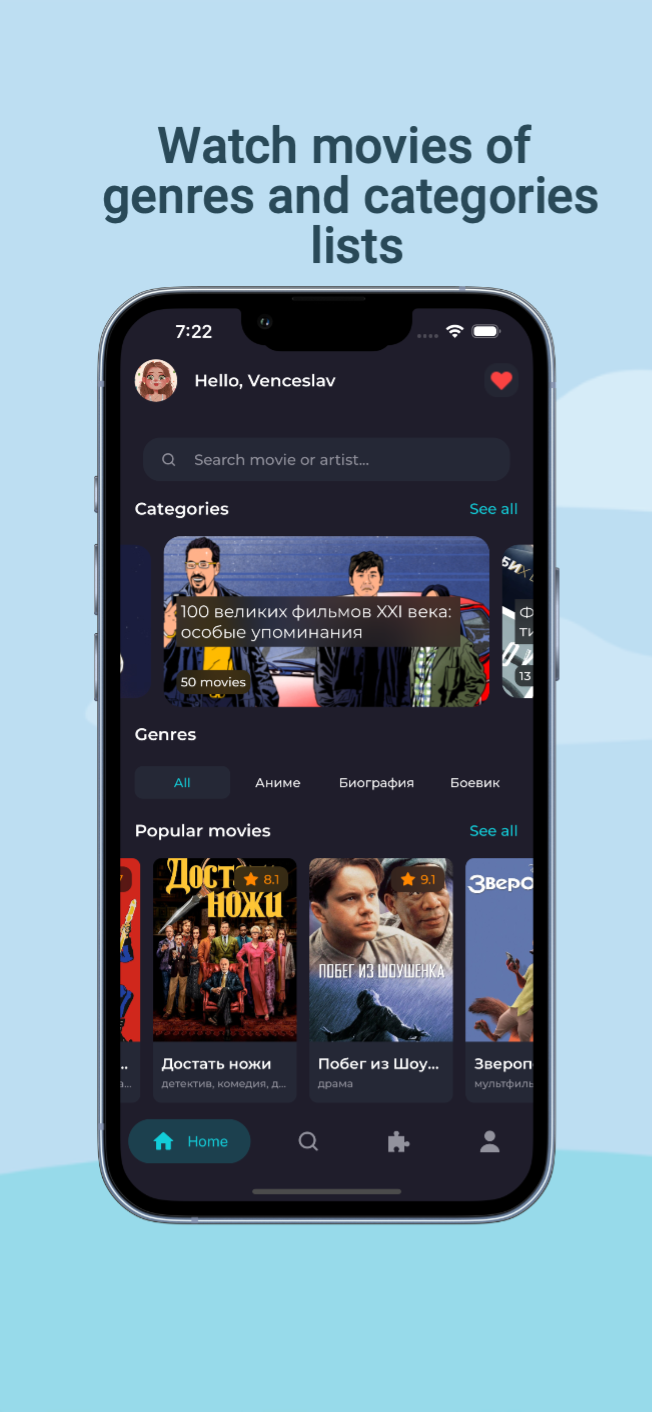 Watch movies of
genres and categories
lists
7:22
Hello, Venceslav
Search movie or artist...
Categories
See all
100 великих фильмов XXI века:
особые упоминания
50 movies
13
Genres
All
Аниме
Биография
Боевик
Popular movies
See all
Достать ножи
8.1
ПОБЕГ ИЗ ШОУШЕНКА
9.1
Зверо
Достать ножи
детектив, комедия, д...
Побег из Шоу...
драма
Звероп
мультфиль
Home